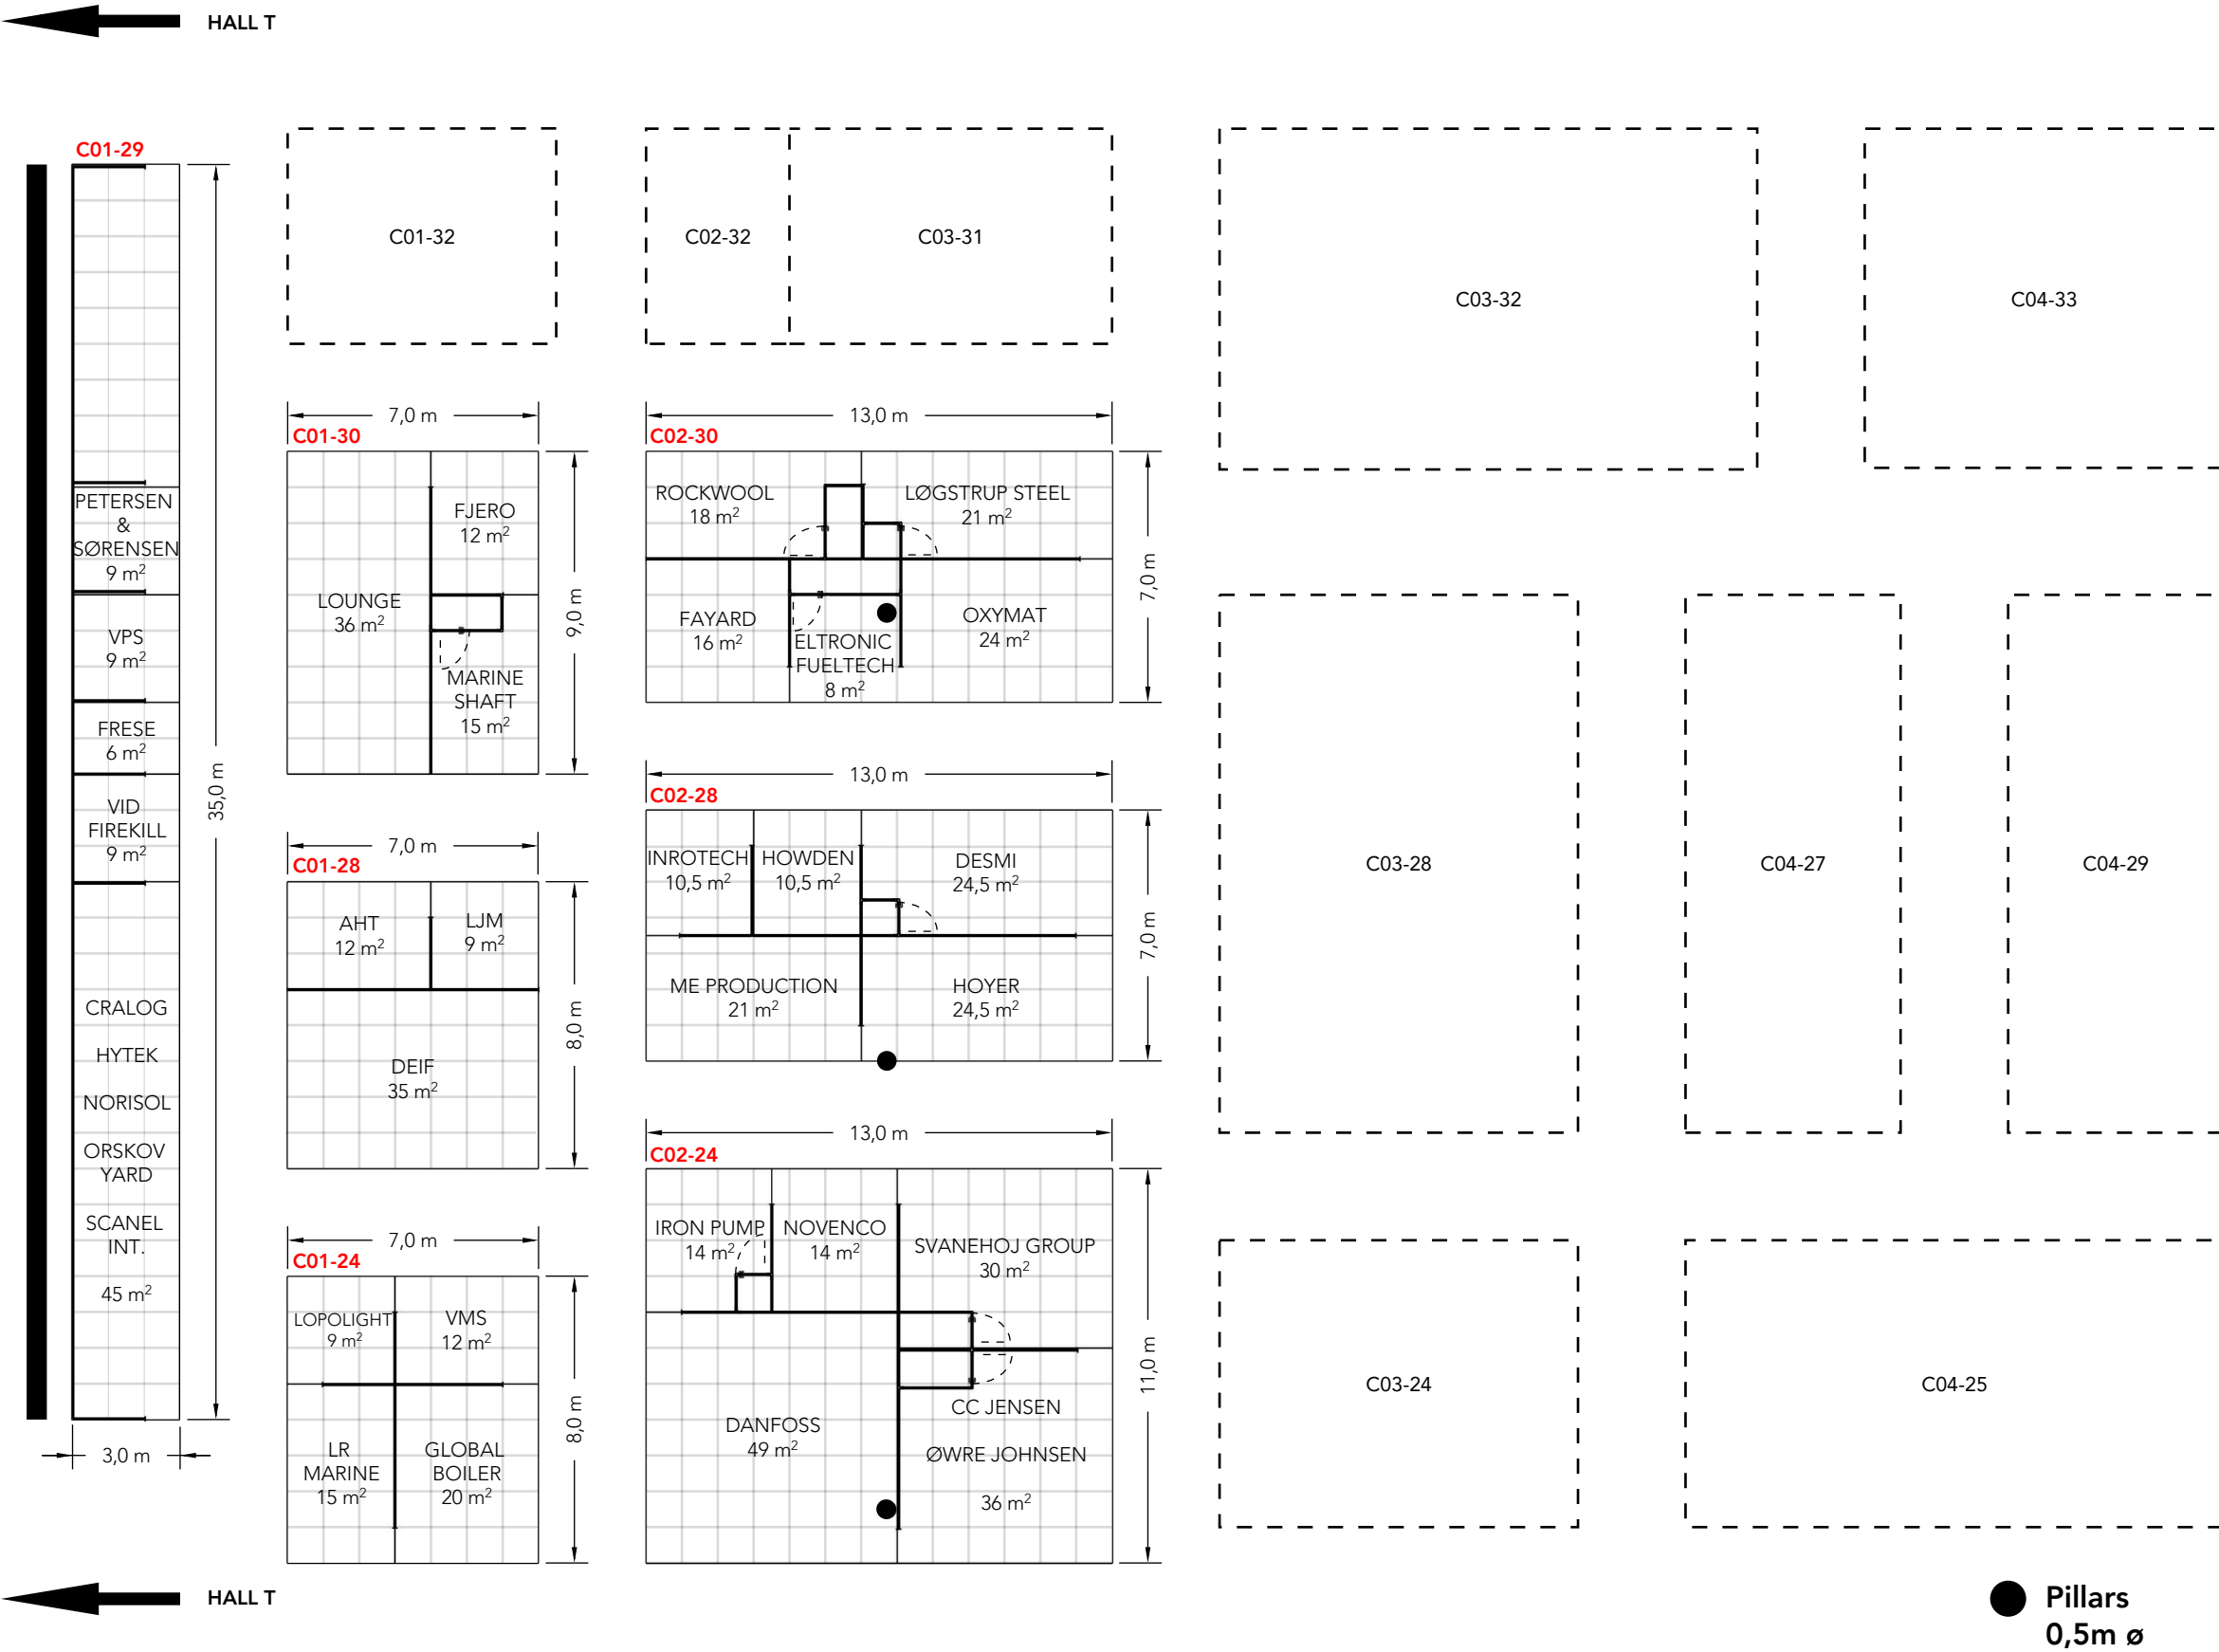 HALL T
C01-29
PETERSEN
&
SØRENSEN
9 m²
VPS
9 m²
FRESE
6 m²
VID
FIREKILL
9 m²
CRALOG
HYTEK
NORISOL
ORSKOV
YARD
SCANEL
INT.
45 m²
35,0 m
3,0 m
C01-32
C02-32
C03-31
C03-32
C04-33
7,0 m
C01-30
LOUNGE
36 m²
FJERO
12 m²
MARINE
SHAFT
15 m²
9,0 m
13,0 m
C02-30
ROCKWOOL
18 m²
LØGSTRUP STEEL
21 m²
FAYARD
16 m²
ELTRONIC
FUELTECH
8 m²
OXYMAT
24 m²
7,0 m
7,0 m
C01-28
AHT
12 m²
LJM
9 m²
DEIF
35 m²
8,0 m
13,0 m
C02-28
INROTECH
10,5 m²
HOWDEN
10,5 m²
DESMI
24,5 m²
ME PRODUCTION
21 m²
HOYER
24,5 m²
7,0 m
C03-28
C04-27
C04-29
7,0 m
C01-24
LOPOLIGHT
9 m²
VMS
12 m²
LR
MARINE
15 m²
GLOBAL
BOILER
20 m²
8,0 m
13,0 m
C02-24
IRON PUMP
14 m²
NOVENCO
14 m²
SVANEHOJ GROUP
30 m²
DANFOSS
49 m²
CC JENSEN
ØWRE JOHNSEN
36 m²
11,0 m
C03-24
C04-25
HALL T
Pillars
0,5m ø